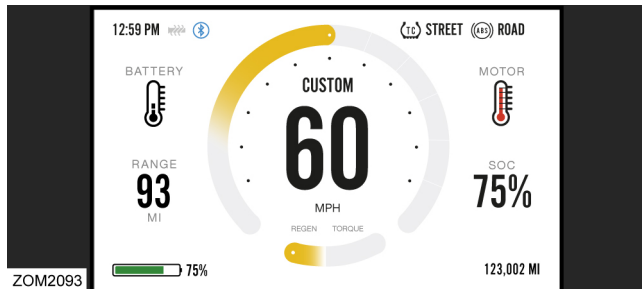 12:59 PM
(TC) STREET (ABS) ROAD
BATTERY
MOTOR
CUSTOM
60
MPH
RANGE
93
MI
SOC
75%
REGEN TORQUE
75%
123,002 MI
ZOM2093